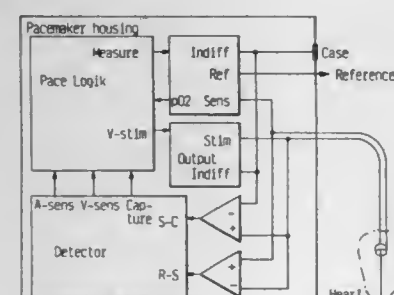 Pacemaker housing
Measure
Pace Logik
V-stim
Indiff
Ref
pO2 Sens
Case
Reference
Stim
Output
Indiff
A-sens V-sens Cap-
ture
S-C
Detector
R-S
Heart